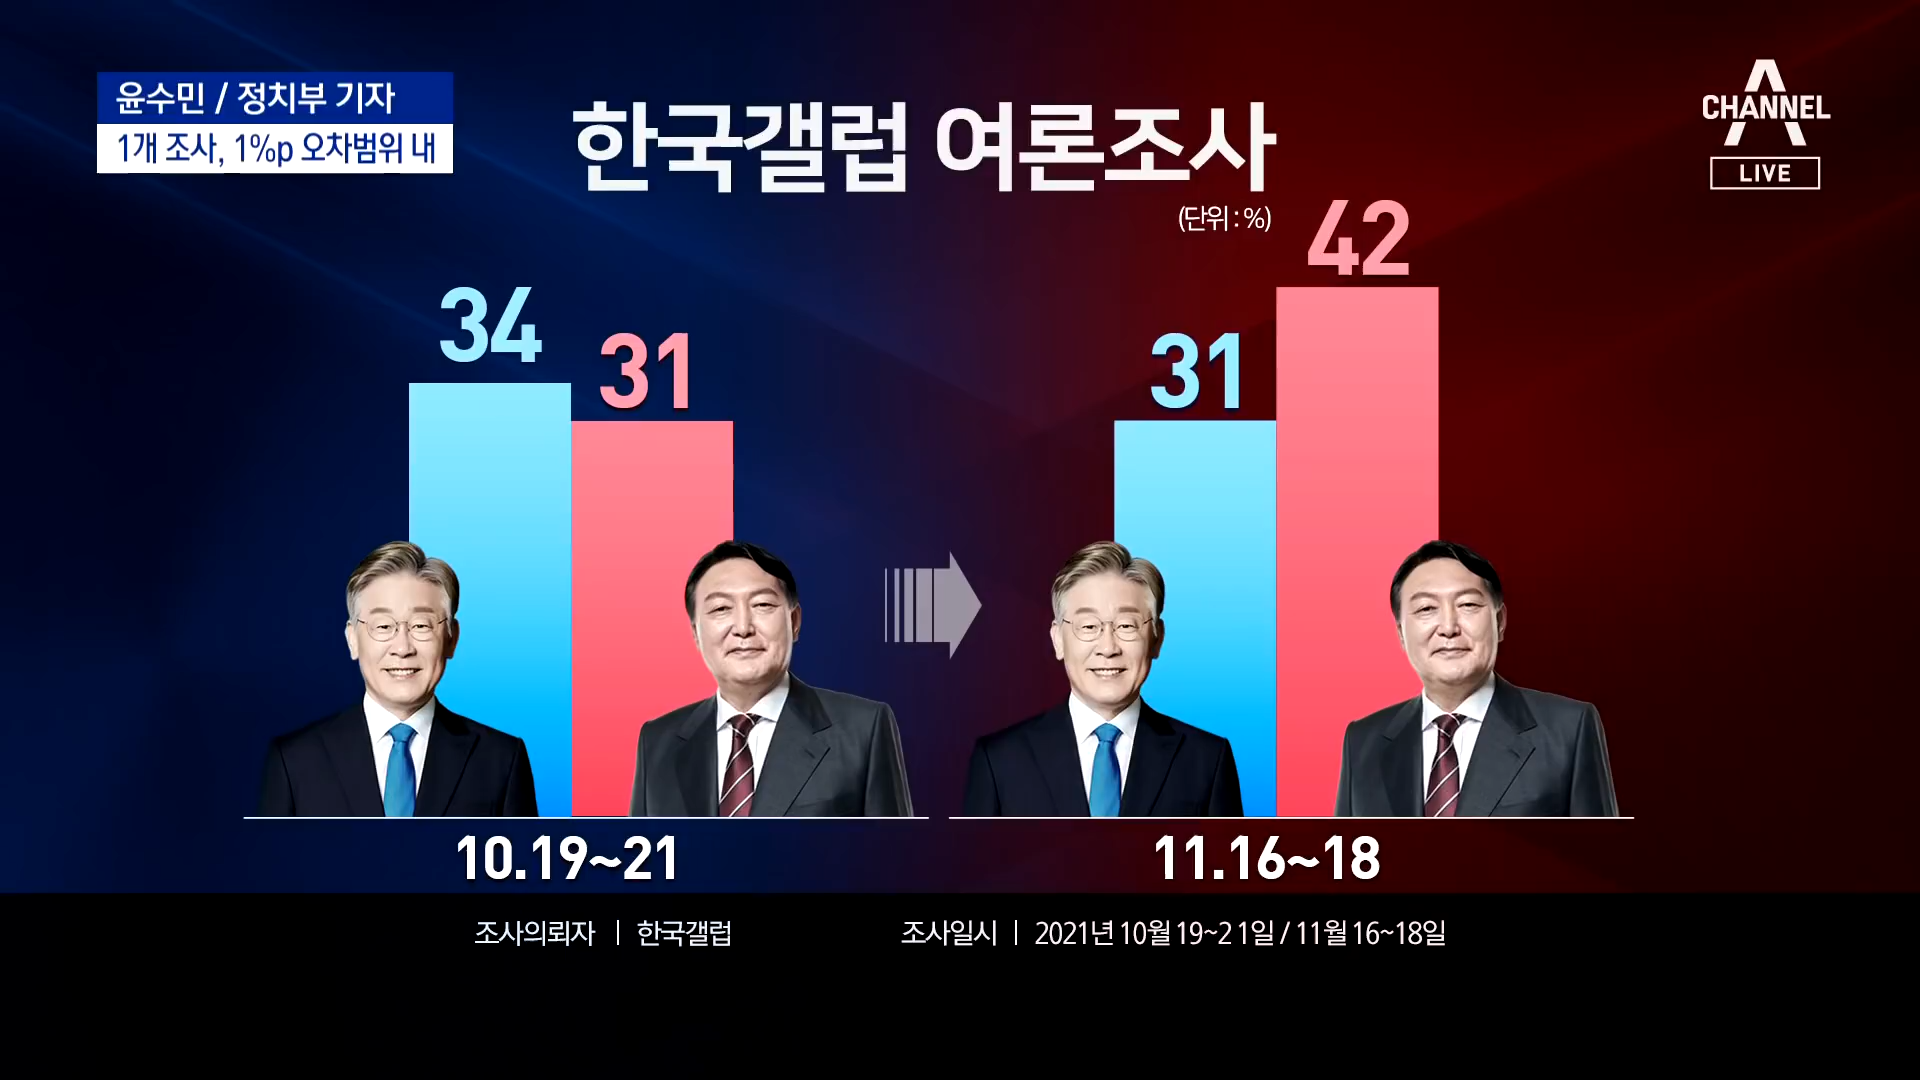 윤수민 / 정치부 기자
1개 조사, 1%p 오차범위 내
한국갤럽 여론조사
CHANNEL A
LIVE
(단위 : %)
34
31
31
42
10.19~21
11.16~18
조사의뢰자 | 한국갤럽
조사일시 | 2021년 10월 19~2 1일 / 11월 16~18일